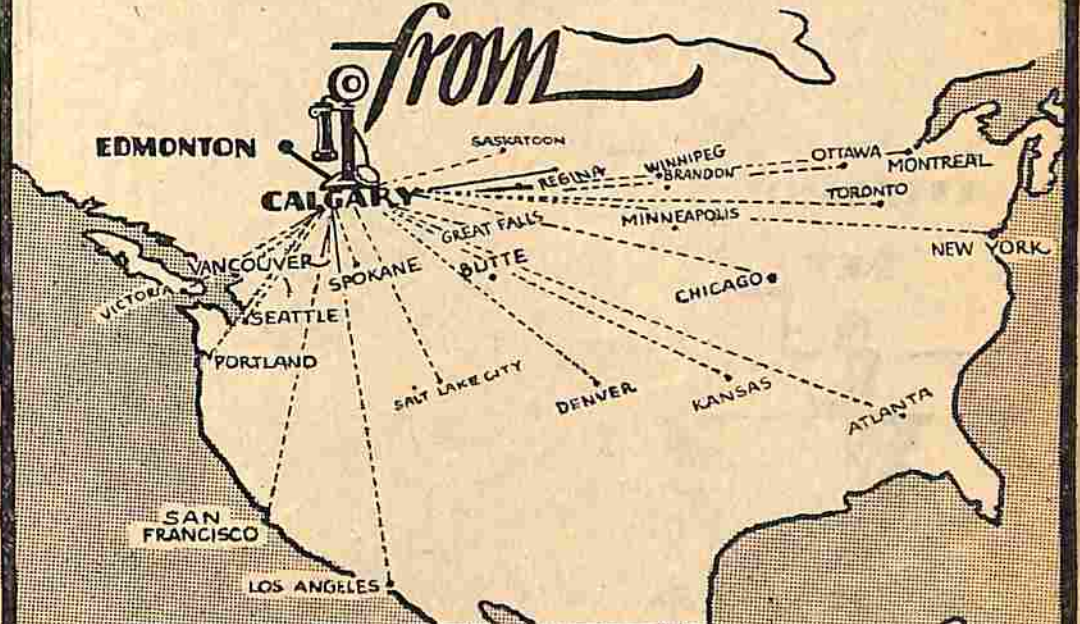 from
EDMONTON
SASKATOON
CALGARY
REGINA
WINNIPEG
BRANDON
OTTAWA
MONTREAL
TORONTO
GREAT FALLS
MINNEAPOLIS
NEW YORK
VANCOUVER
SPOKANE
BUTTE
CHICAGO
VICTORIA
SEATTLE
PORTLAND
SALT LAKE CITY
DENVER
KANSAS
ATLANTA
SAN
FRANCISCO
LOS ANGELES